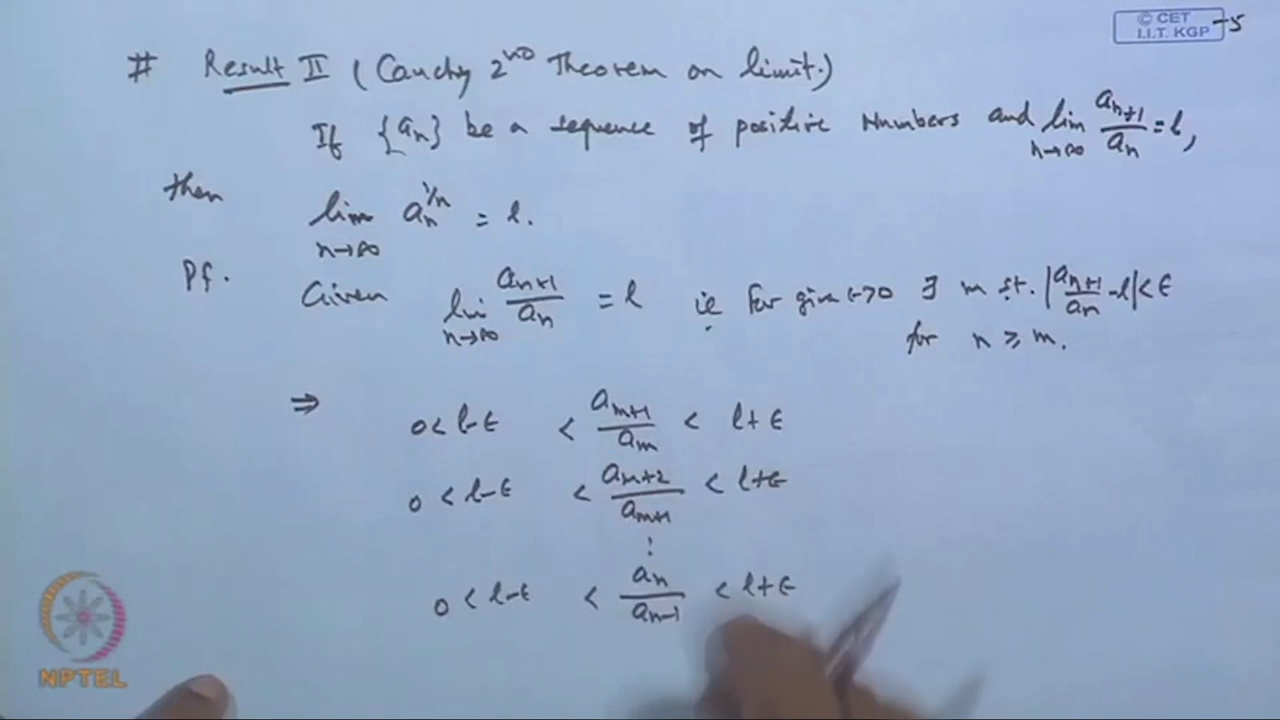 © CET
I.I.T. KGP
-5
# Result II (Cauchy 2nd Theorem on limit.)
If {aₙ} be a sequence of positive Numbers and lim n→∞ aₙ₊₁/aₙ = l,
then lim n→∞ aₙ^1/n = l.
Pf. Given lim n→∞ aₙ₊₁/aₙ = l ie For given ε>0 ∃ m st. |aₙ₊₁/aₙ - l| < ε
for n ≥ m.
⇒ 0 < l-ε < aₘ₊₁/aₘ < l+ε
0 < l-ε < aₘ₊₂/aₘ₊₁ < l+ε
⋮
0 < l-ε < aₙ/aₙ₋₁ < l+ε
NPTEL